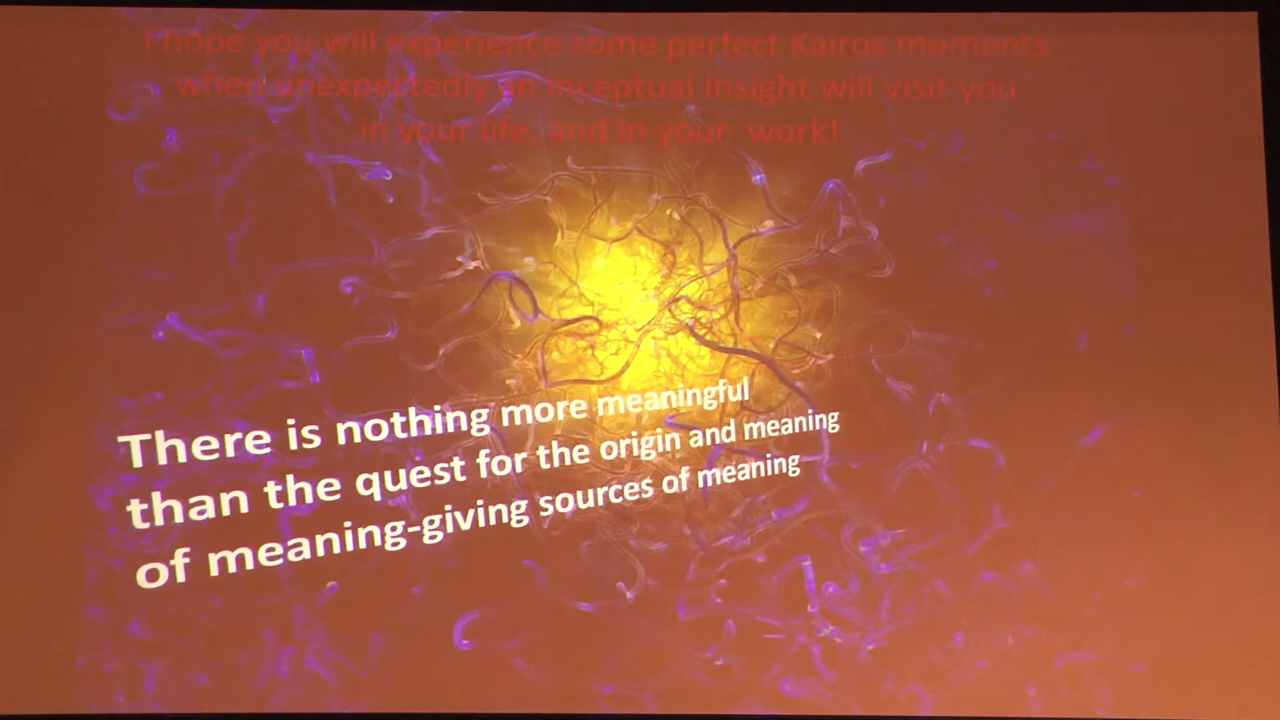 I hope you will experience some perfect Kairos moments
when unexpectedly an inceptual insight will visit you
in your life, and in your work!
There is nothing more meaningful
than the quest for the origin and meaning
of meaning-giving sources of meaning